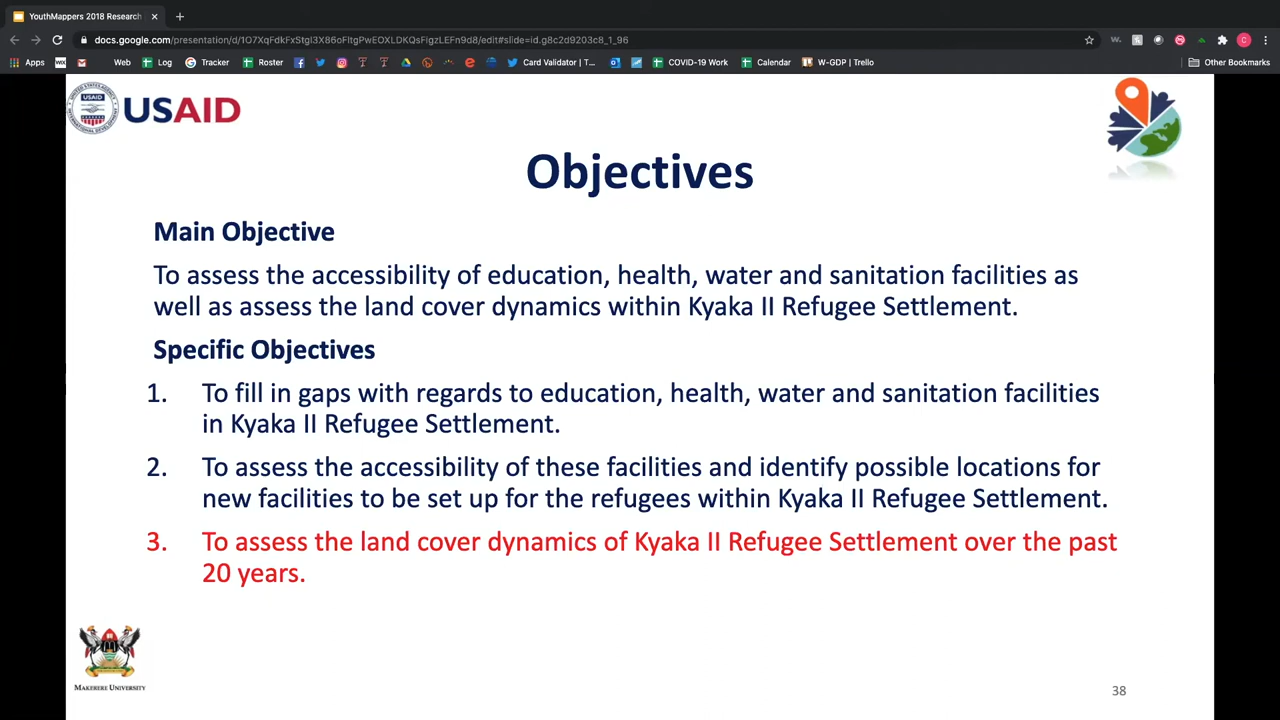 YouthMappers 2018 Research
docs.google.com/presentation/d/1O7XqFdkFxStgl3X86oFltgPwEOXLDKQsFigzLEFn9d8/edit#slide=id.g8c2d9203c8_1_96
Apps Web Log Tracker Roster Card Validator | T... COVID-19 Work Calendar W-GDP | Trello Other Bookmarks
USAID
Objectives
Main Objective
To assess the accessibility of education, health, water and sanitation facilities as
well as assess the land cover dynamics within Kyaka II Refugee Settlement.
Specific Objectives
1. To fill in gaps with regards to education, health, water and sanitation facilities
in Kyaka II Refugee Settlement.
2. To assess the accessibility of these facilities and identify possible locations for
new facilities to be set up for the refugees within Kyaka II Refugee Settlement.
3. To assess the land cover dynamics of Kyaka II Refugee Settlement over the past
20 years.
MAKERERE UNIVERSITY
38